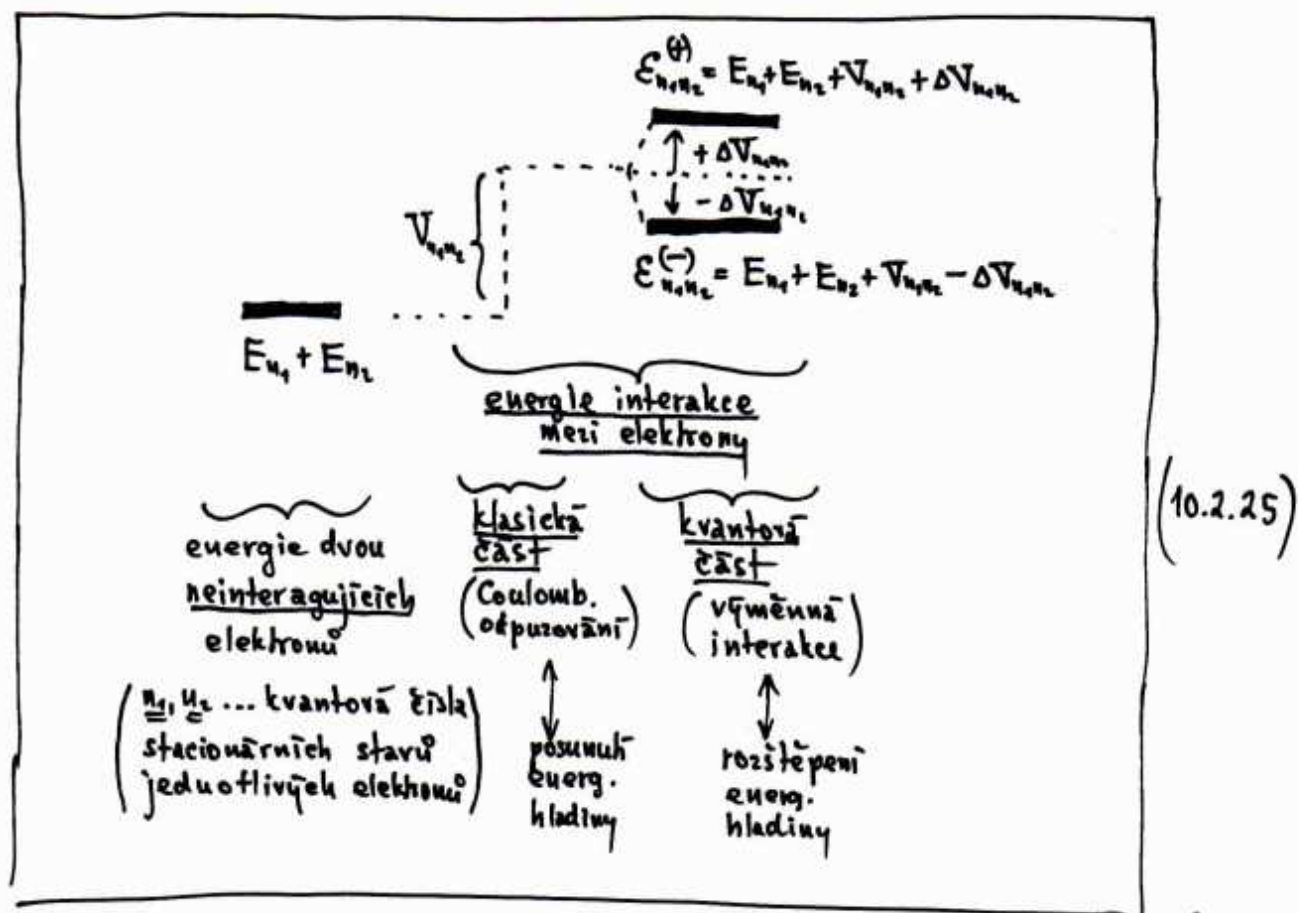 ℰ_{n₁n₂}^{(+)} = E_{n₁} + E_{n₂} + V_{n₁n₂} + ΔV_{n₁n₂}
+ ΔV_{n₁n₂}
- ΔV_{n₁n₂}
V_{n₁n₂}
ℰ_{n₁n₂}^{(-)} = E_{n₁} + E_{n₂} + V_{n₁n₂} - ΔV_{n₁n₂}
E_{n₁} + E_{n₂}
energie interakce
mezi elektrony
energie dvou
neinteragujících
elektronů
(n₁, n₂ ... kvantová čísla
stacionárních stavů
jednotlivých elektronů)
klasická
část
(Coulomb.
odpuzování)
posunutí
energ.
hladiny
kvantová
část
(výměnná
interakce)
rozštěpení
energ.
hladiny
(10.2.25)